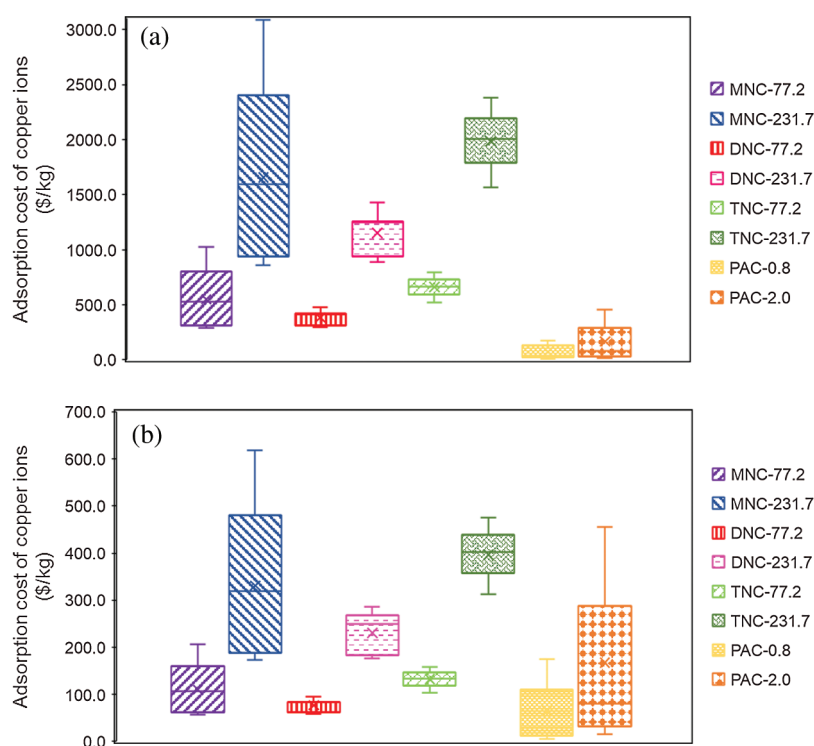 (a)
Adsorption cost of copper ions
($/kg)
3000.0
2500.0
2000.0
1500.0
1000.0
500.0
0.0
MNC-77.2
MNC-231.7
DNC-77.2
DNC-231.7
TNC-77.2
TNC-231.7
PAC-0.8
PAC-2.0
(b)
Adsorption cost of copper ions
($/kg)
700.0
600.0
500.0
400.0
300.0
200.0
100.0
0.0
MNC-77.2
MNC-231.7
DNC-77.2
DNC-231.7
TNC-77.2
TNC-231.7
PAC-0.8
PAC-2.0